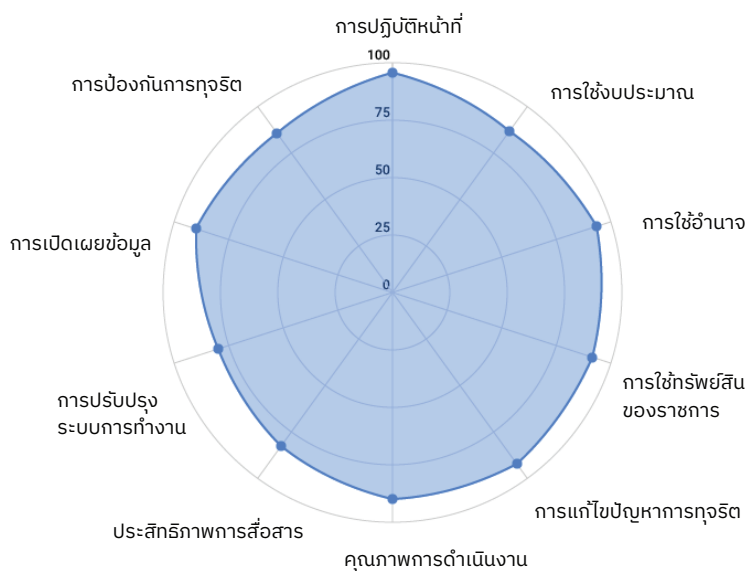 การปฏิบัติหน้าที่
100
การป้องกันการทุจริต
การใช้งบประมาณ
75
50
การใช้อำนาจ
การเปิดเผยข้อมูล
25
0
การใช้ทรัพย์สิน
ของราชการ
การปรับปรุง
ระบบการทำงาน
การแก้ไขปัญหาการทุจริต
ประสิทธิภาพการสื่อสาร
คุณภาพการดำเนินงาน